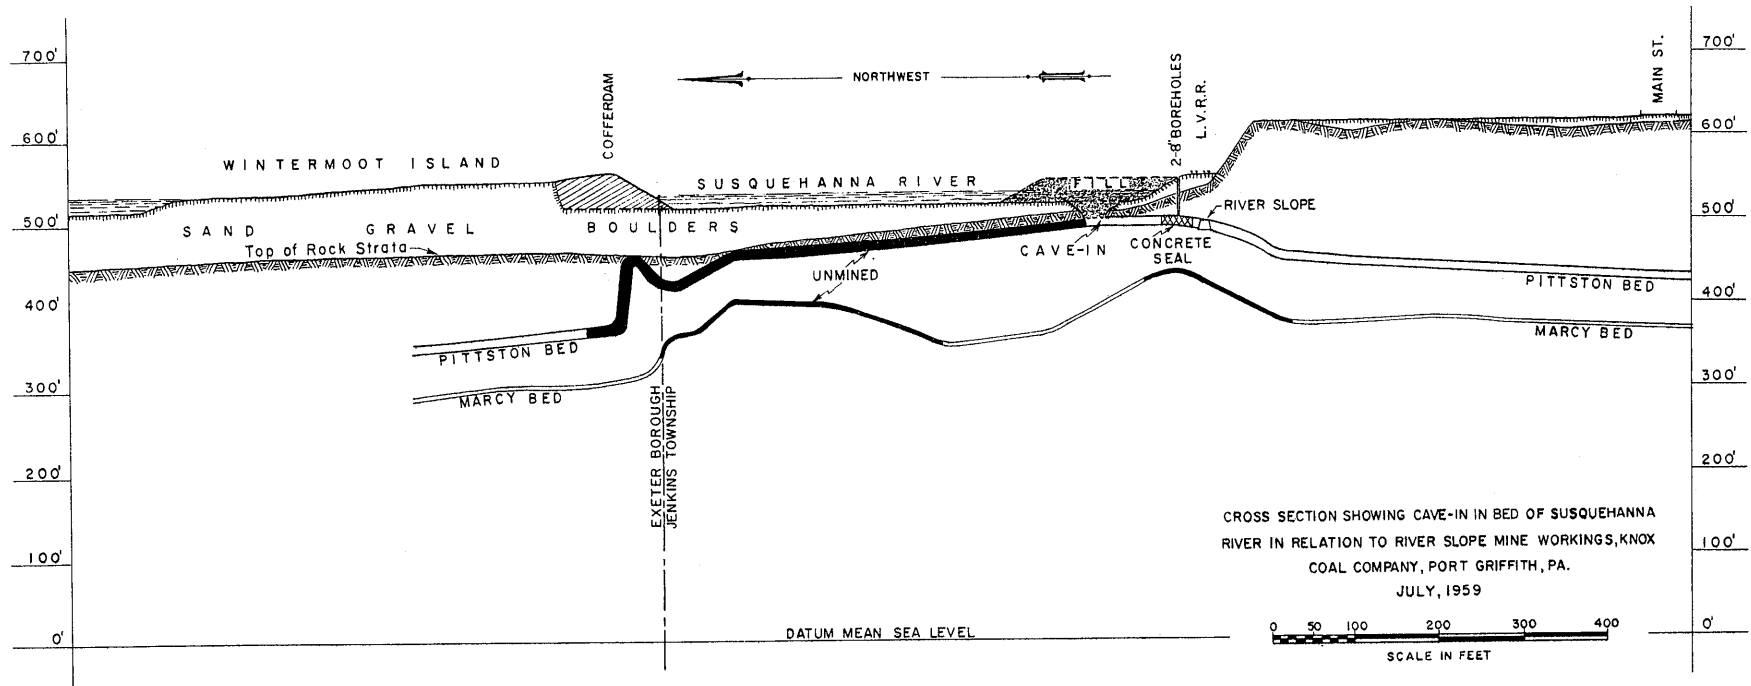 700'
600'
500'
400'
300'
200'
100'
0'
NORTHWEST
COFFERDAM
2-8" BOREHOLES
L.V.R.R.
MAIN ST.
700'
600'
500'
400'
300'
200'
100'
0'
WINTERMOOT ISLAND
SUSQUEHANNA RIVER
FILL
SAND GRAVEL BOULDERS
Top of Rock Strata
RIVER SLOPE
CAVE-IN
CONCRETE
SEAL
UNMINED
PITTSTON BED
MARCY BED
PITTSTON BED
MARCY BED
EXETER BOROUGH
JENKINS TOWNSHIP
CROSS SECTION SHOWING CAVE-IN IN BED OF SUSQUEHANNA
RIVER IN RELATION TO RIVER SLOPE MINE WORKINGS, KNOX
COAL COMPANY, PORT GRIFFITH, PA.
JULY, 1959
DATUM MEAN SEA LEVEL
0 50 100 200 300 400
SCALE IN FEET